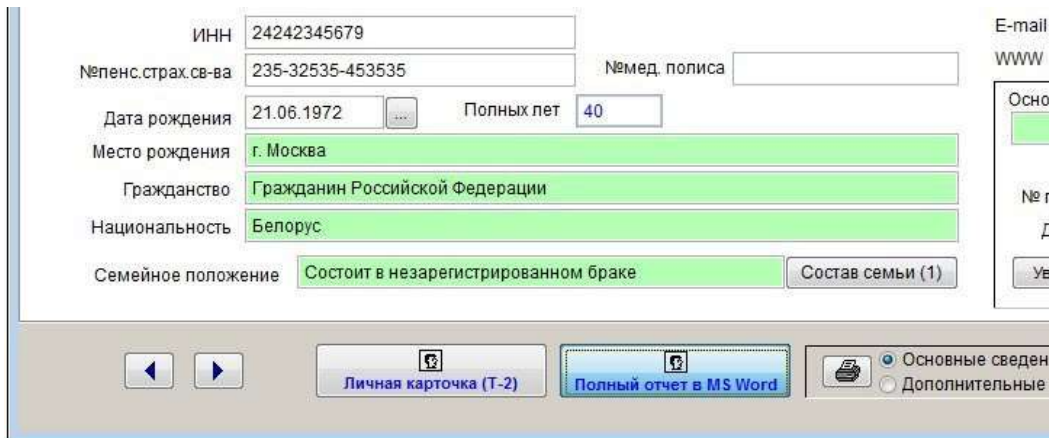 ИНН 24242345679
E-mail
№пенс.страх.св-ва 235-32535-453535 №мед. полиса
WWW
Дата рождения 21.06.1972 ... Полных лет 40
Место рождения г. Москва
Гражданство Гражданин Российской Федерации
№
Национальность Белорус
Семейное положение Состоит в незарегистрированном браке Состав семьи (1)
Личная карточка (Т-2)
Полный отчет в MS Word
Основные сведен
Дополнительные